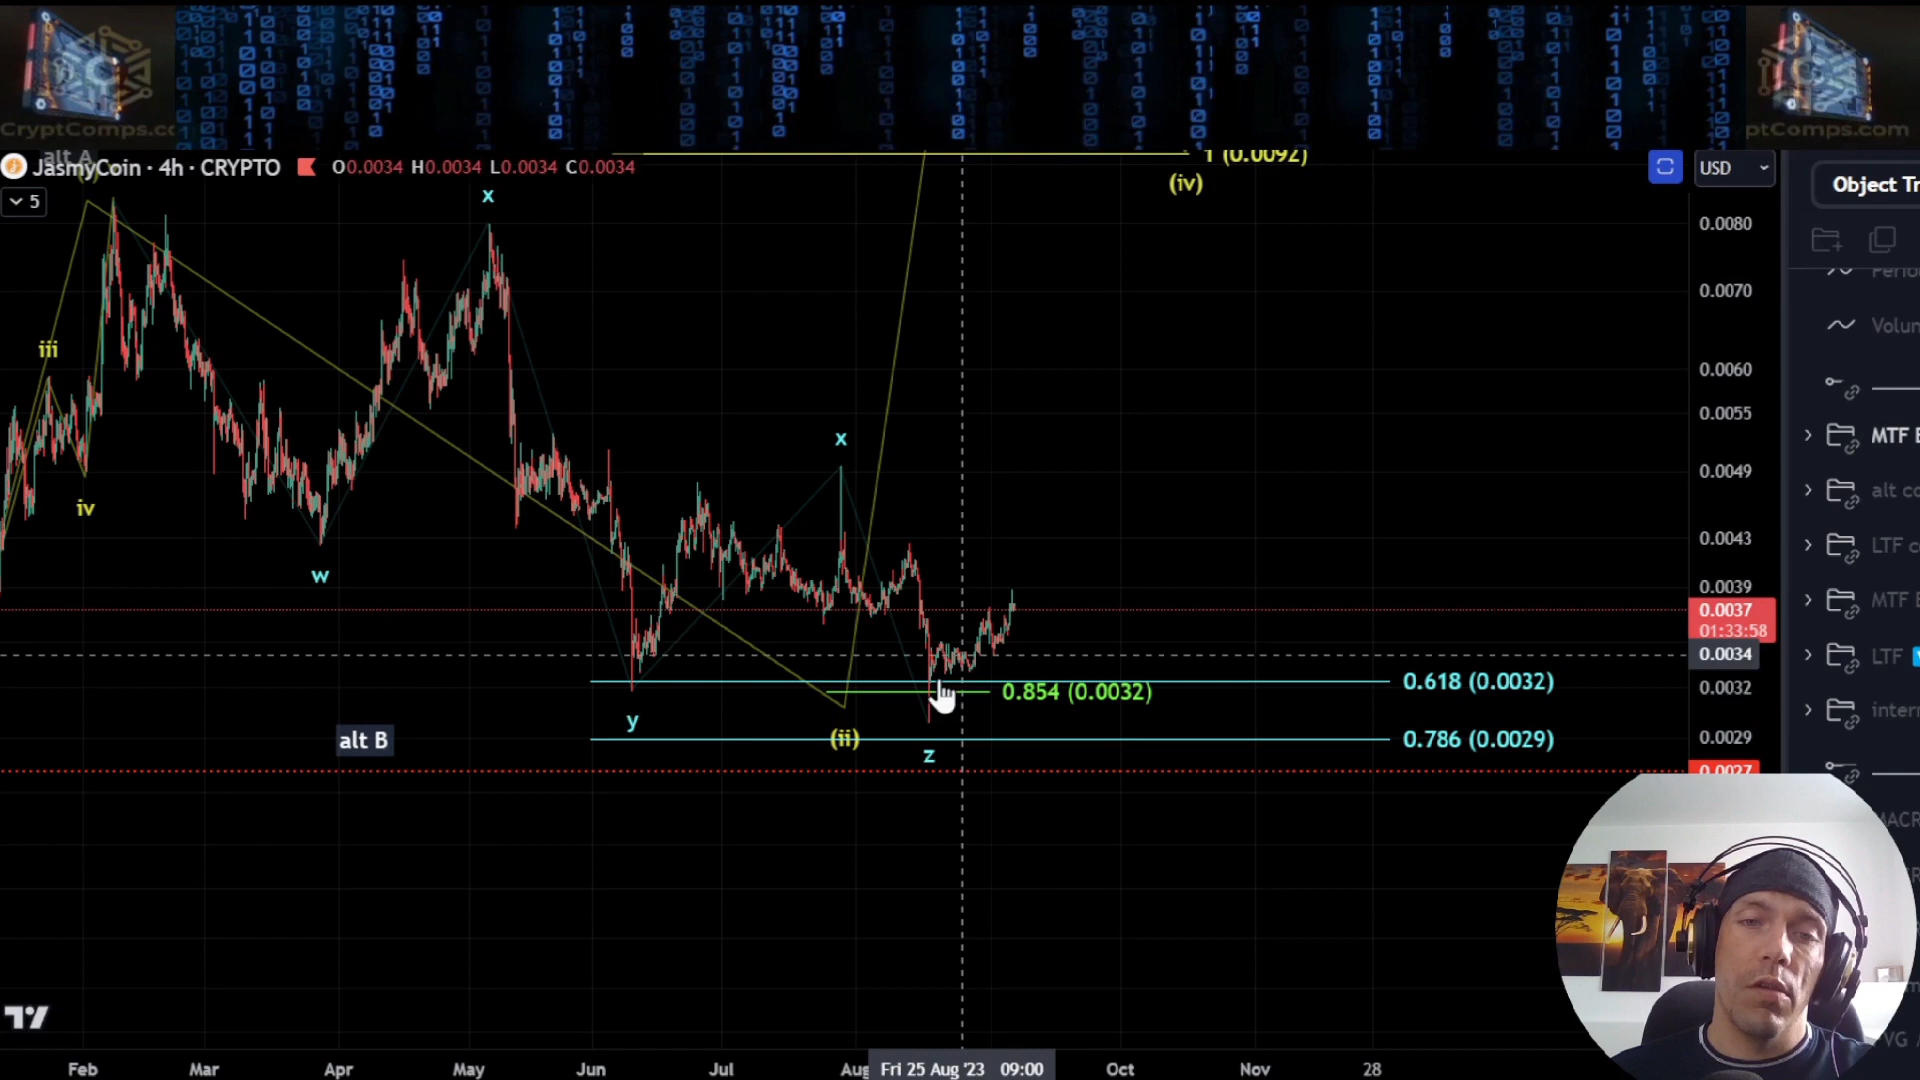 CryptComps.co
ptComps.com
alt A
JasmyCoin · 4h · CRYPTO O0.0034 H0.0034 L0.0034 C0.0034
5
1 (0.0092)
(iv)
USD
Object Tr
x
0.0080
0.0070
Volun
iii
0.0060
0.0055
MTF E
x
0.0049
alt co
iv
0.0043
LTF co
w
0.0039
MTF E
0.0037
01:33:58
0.0034
LTF
0.618 (0.0032)
0.854 (0.0032)
0.0032
interr
y
alt B
(ii)
0.786 (0.0029)
0.0029
z
0.0027
Feb Mar Apr May Jun Jul Aug Fri 25 Aug '23 09:00 Oct Nov 28